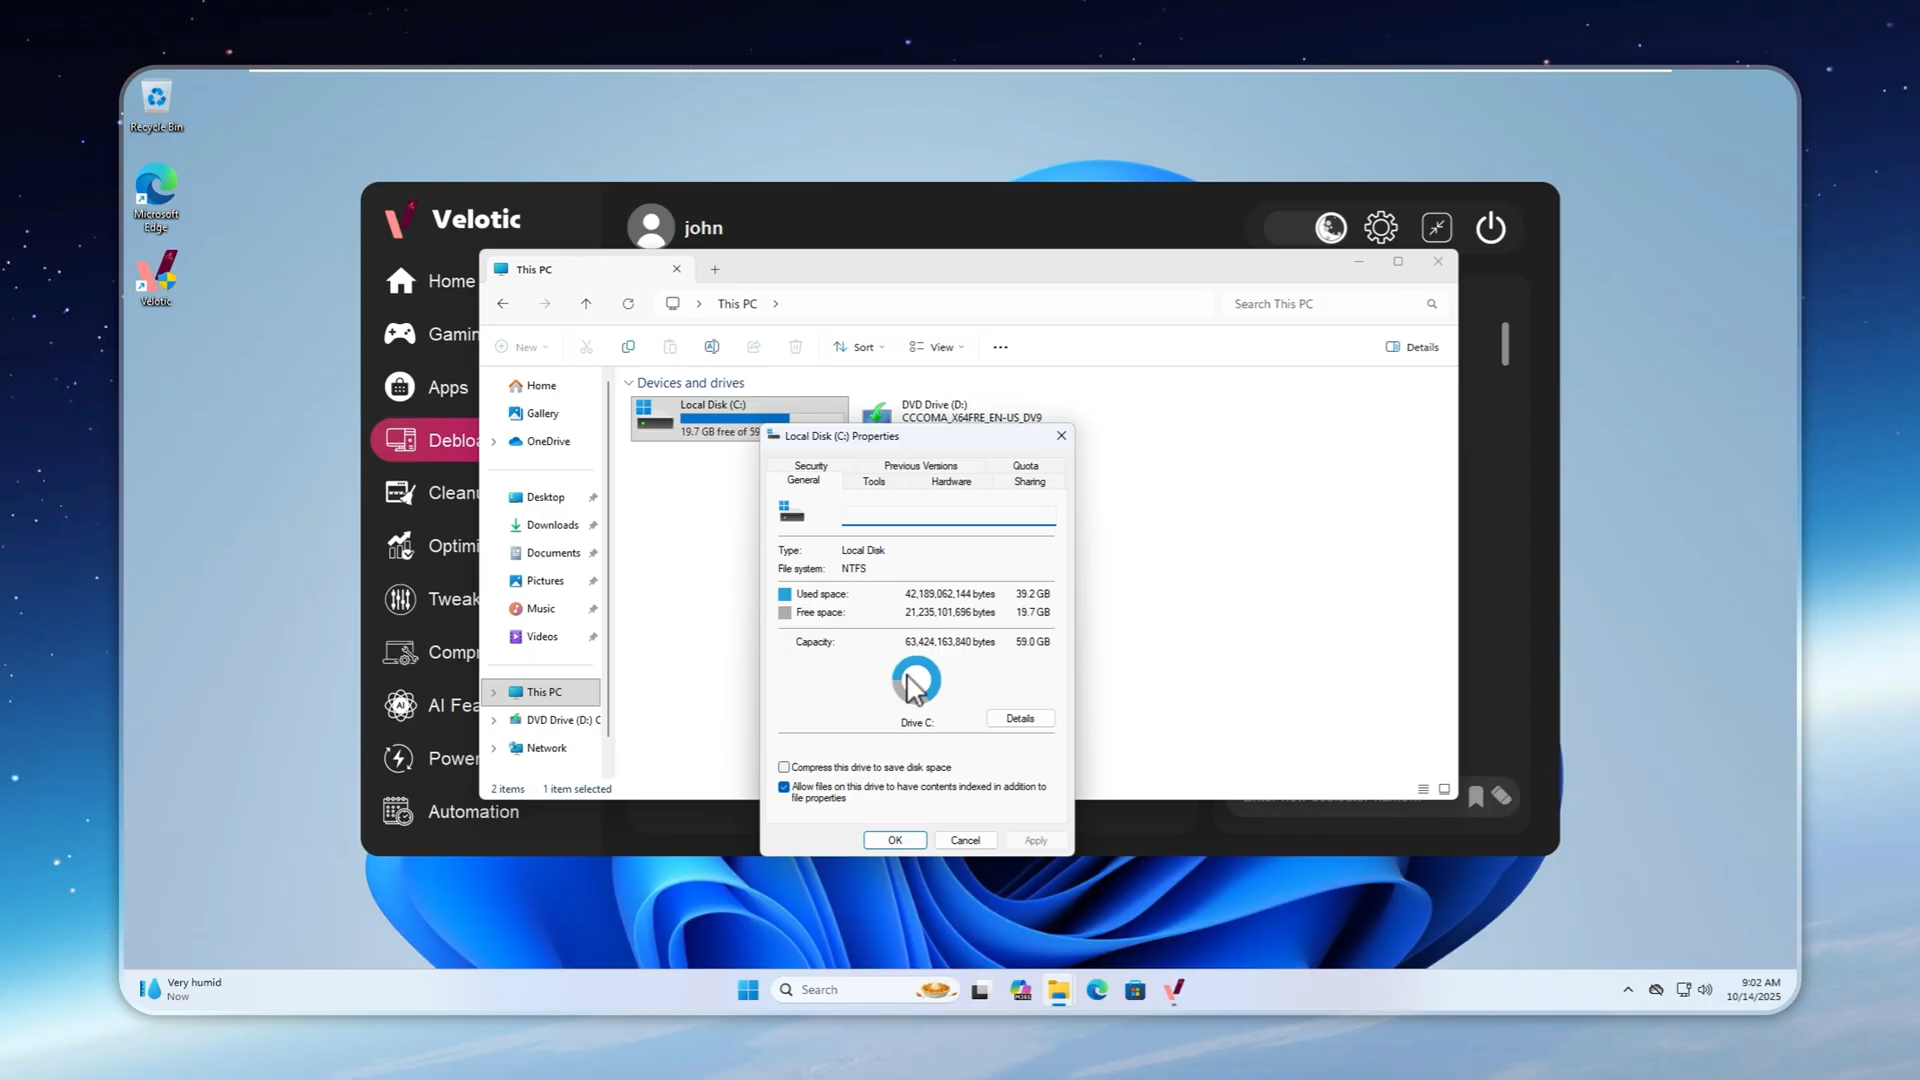 Recycle Bin
Microsoft
Edge
Velotic
Velotic
john
Home
Gamin
Apps
Debloa
Cleanu
Optimi
Tweak
Compr
AI Fea
Power
Automation
This PC
This PC
Search This PC
New
Sort
View
Details
Home
Gallery
OneDrive
Desktop
Downloads
Documents
Pictures
Music
Videos
This PC
DVD Drive (D:) C
Network
2 items 1 item selected
Devices and drives
Local Disk (C:)
19.7 GB free of 59
DVD Drive (D:)
CCCOMA_X64FRE_EN-US_DV9
Local Disk (C:) Properties
Security Previous Versions Quota
General Tools Hardware Sharing
Type: Local Disk
File system: NTFS
Used space: 42,189,062,144 bytes 39.2 GB
Free space: 21,235,101,696 bytes 19.7 GB
Capacity: 63,424,163,840 bytes 59.0 GB
Drive C:
Details
Compress this drive to save disk space
Allow files on this drive to have contents indexed in addition to
file properties
OK Cancel Apply
Very humid
Now
Search
9:02 AM
10/14/2025